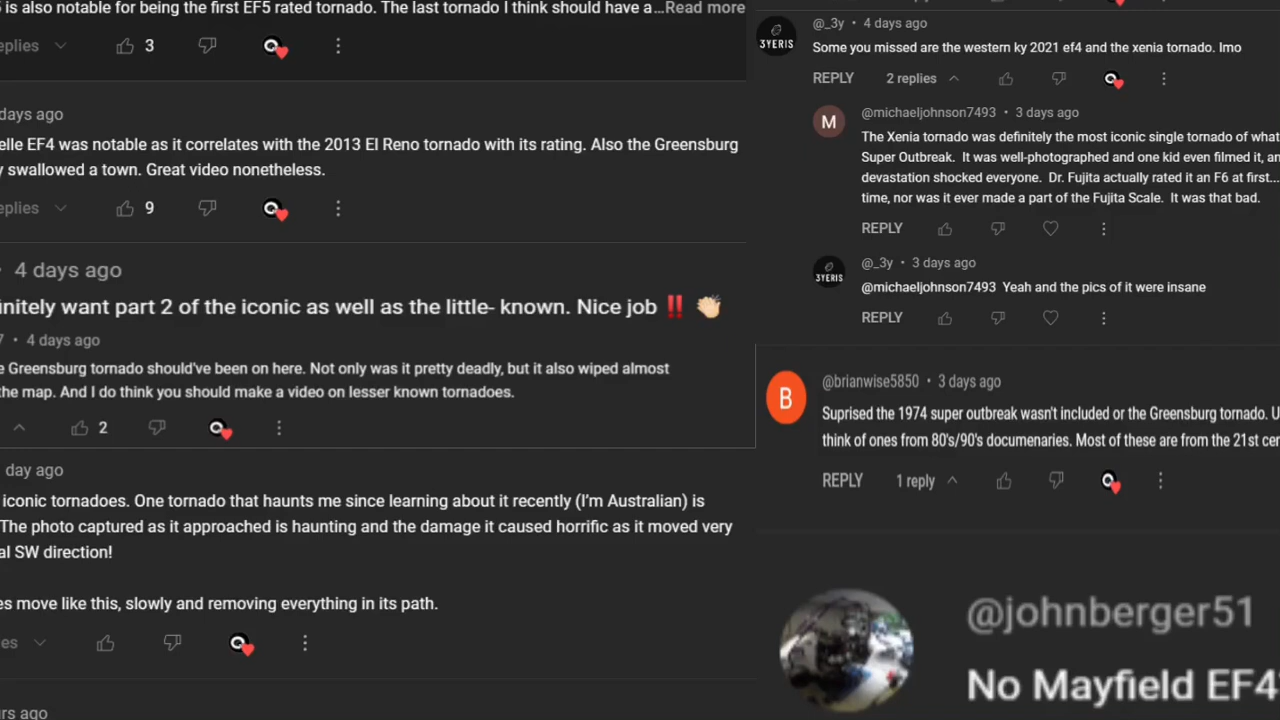 5 is also notable for being the first EF5 rated tornado. The last tornado I think should have a...Read more
eplies
3
days ago
elle EF4 was notable as it correlates with the 2013 El Reno tornado with its rating. Also the Greensburg
y swallowed a town. Great video nonetheless.
eplies
9
• 4 days ago
initely want part 2 of the iconic as well as the little- known. Nice job ‼️ 👏🏻
7 • 4 days ago
e Greensburg tornado should've been on here. Not only was it pretty deadly, but it also wiped almost
the map. And I do think you should make a video on lesser known tornadoes.
2
day ago
iconic tornadoes. One tornado that haunts me since learning about it recently (I'm Australian) is
The photo captured as it approached is haunting and the damage it caused horrific as it moved very
al SW direction!
es move like this, slowly and removing everything in its path.
es
urs ago
3YERIS
@_3y • 4 days ago
Some you missed are the western ky 2021 ef4 and the xenia tornado. Imo
REPLY 2 replies
M
@michaeljohnson7493 • 3 days ago
The Xenia tornado was definitely the most iconic single tornado of what
Super Outbreak. It was well-photographed and one kid even filmed it, an
devastation shocked everyone. Dr. Fujita actually rated it an F6 at first...
time, nor was it ever made a part of the Fujita Scale. It was that bad.
REPLY
3YERIS
@_3y • 3 days ago
@michaeljohnson7493 Yeah and the pics of it were insane
REPLY
B
@brianwise5850 • 3 days ago
Suprised the 1974 super outbreak wasn't included or the Greensburg tornado. U
think of ones from 80's/90's documenaries. Most of these are from the 21st cen
REPLY 1 reply
@johnberger51
No Mayfield EF4